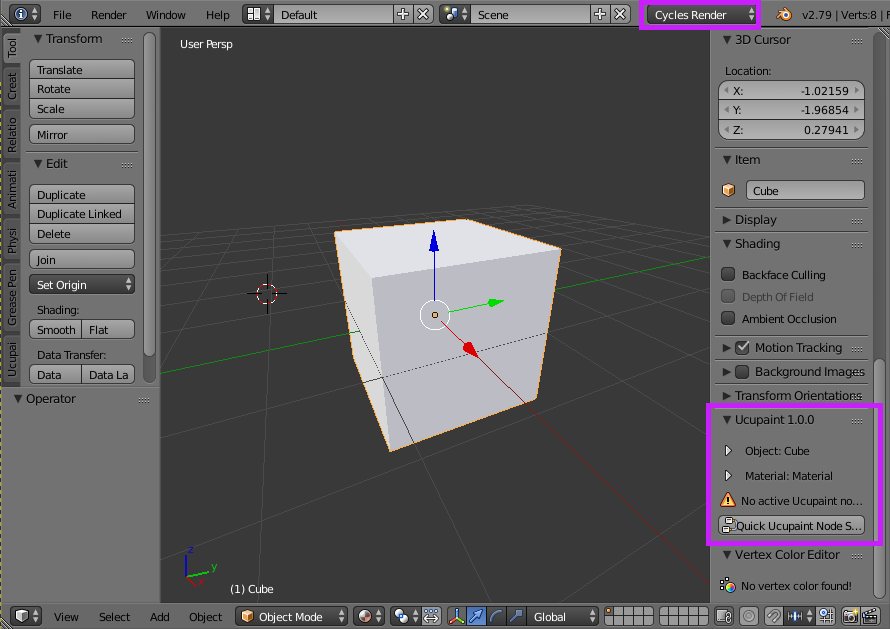 File Render Window Help Default Scene Cycles Render v2.79 | Verts:8 |
Tool
Creat
Relatio
Animati
Physi
Grease Pen
Ucupai
Transform
Translate
Rotate
Scale
Mirror
Edit
Duplicate
Duplicate Linked
Delete
Join
Set Origin
Shading:
Smooth Flat
Data Transfer:
Data Data La
Operator
User Persp
z
y
x
(1) Cube
3D Cursor
Location:
X: -1.02159
Y: -1.96854
Z: 0.27941
Item
Cube
Display
Shading
Backface Culling
Depth Of Field
Ambient Occlusion
Motion Tracking
Background Images
Transform Orientations
Ucupaint 1.0.0
Object: Cube
Material: Material
No active Ucupaint no...
Quick Ucupaint Node S...
Vertex Color Editor
No vertex color found!
View Select Add Object Object Mode Global